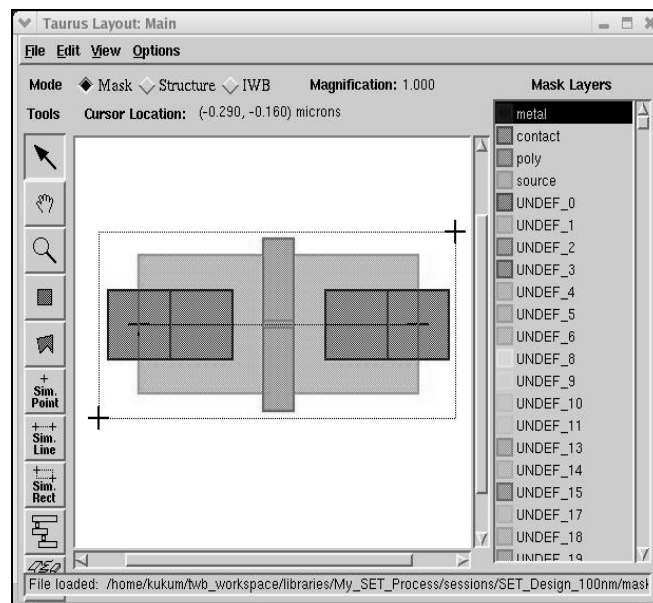 Taurus Layout: Main
File Edit View Options
Mode Mask Structure IWB Magnification: 1.000 Mask Layers
Tools Cursor Location: (-0.290, -0.160) microns
metal
contact
poly
source
UNDEF_0
UNDEF_1
UNDEF_2
UNDEF_3
UNDEF_4
UNDEF_5
UNDEF_6
UNDEF_8
UNDEF_9
UNDEF_10
UNDEF_11
UNDEF_13
UNDEF_14
UNDEF_15
UNDEF_17
UNDEF_18
UNDEF_19
Sim.
Point
Sim.
Line
Sim.
Rect
File loaded: /home/kukum/twb_workspace/libraries/My_SET_Process/sessions/SET_Design_100nm/mask